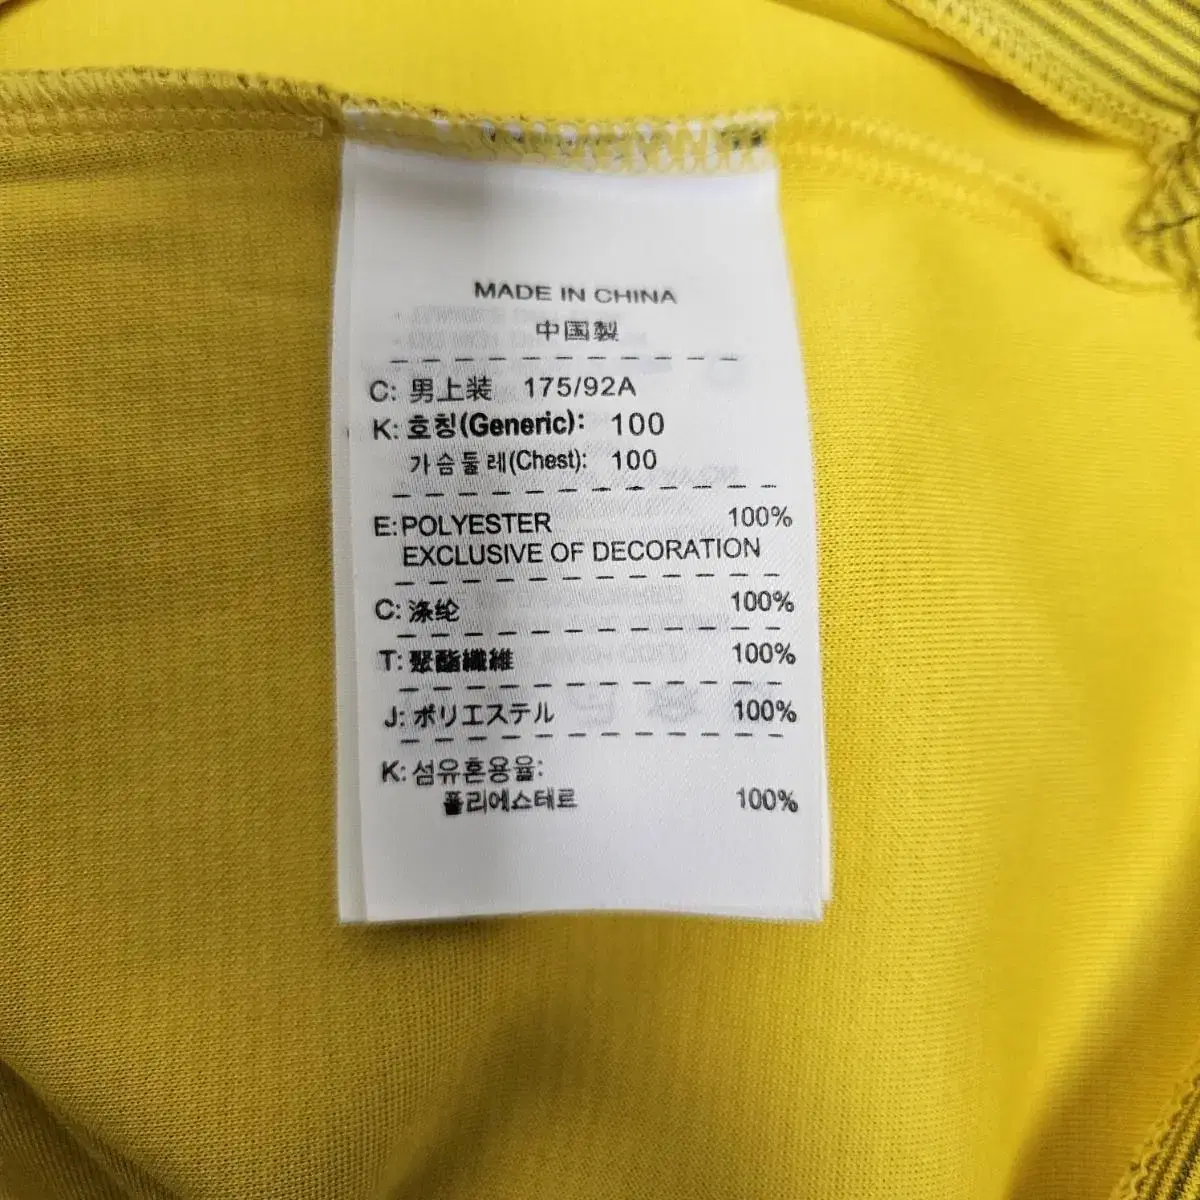 MADE IN CHINA
中国製
C: 男上装 175/92A
K: 호칭(Generic): 100
가슴둘레(Chest): 100
E: POLYESTER 100%
EXCLUSIVE OF DECORATION
C: 涤纶 100%
T: 聚酯纖維 100%
J: ポリエステル 100%
K: 섬유혼용율:
폴리에스테르 100%